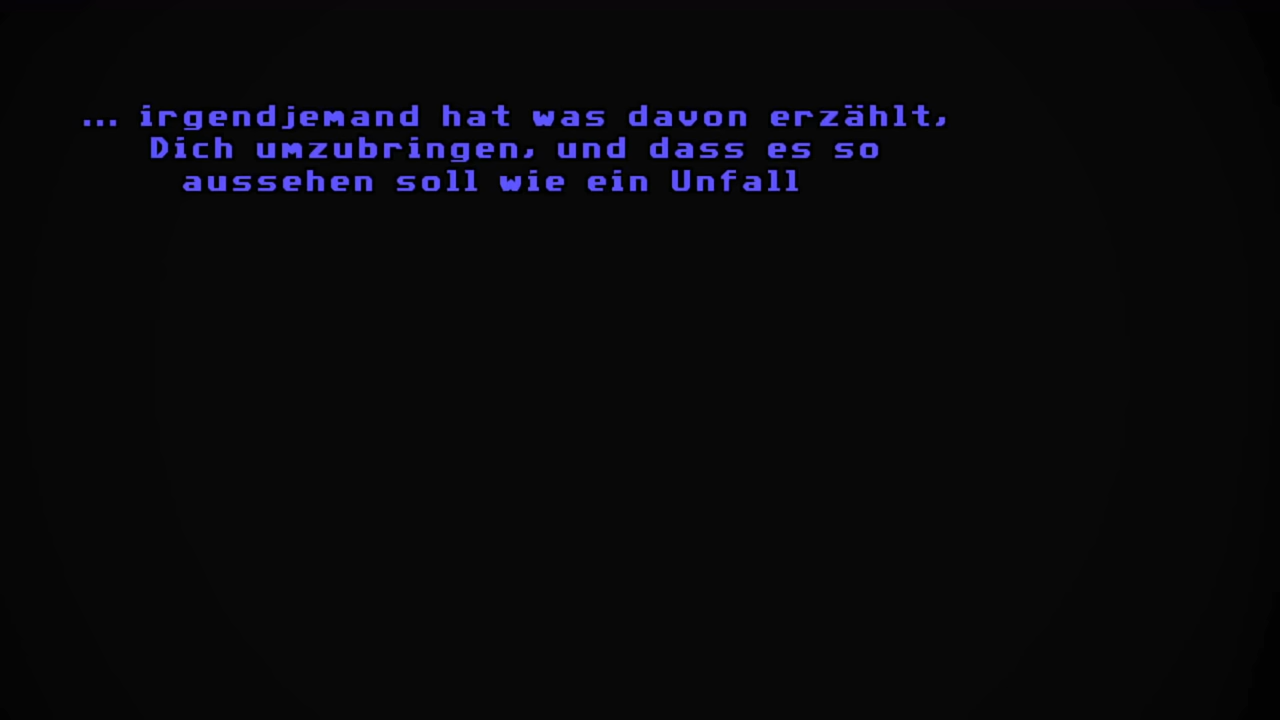 ... irgendjemand hat was davon erzählt,
Dich umzubringen, und dass es so
aussehen soll wie ein Unfall